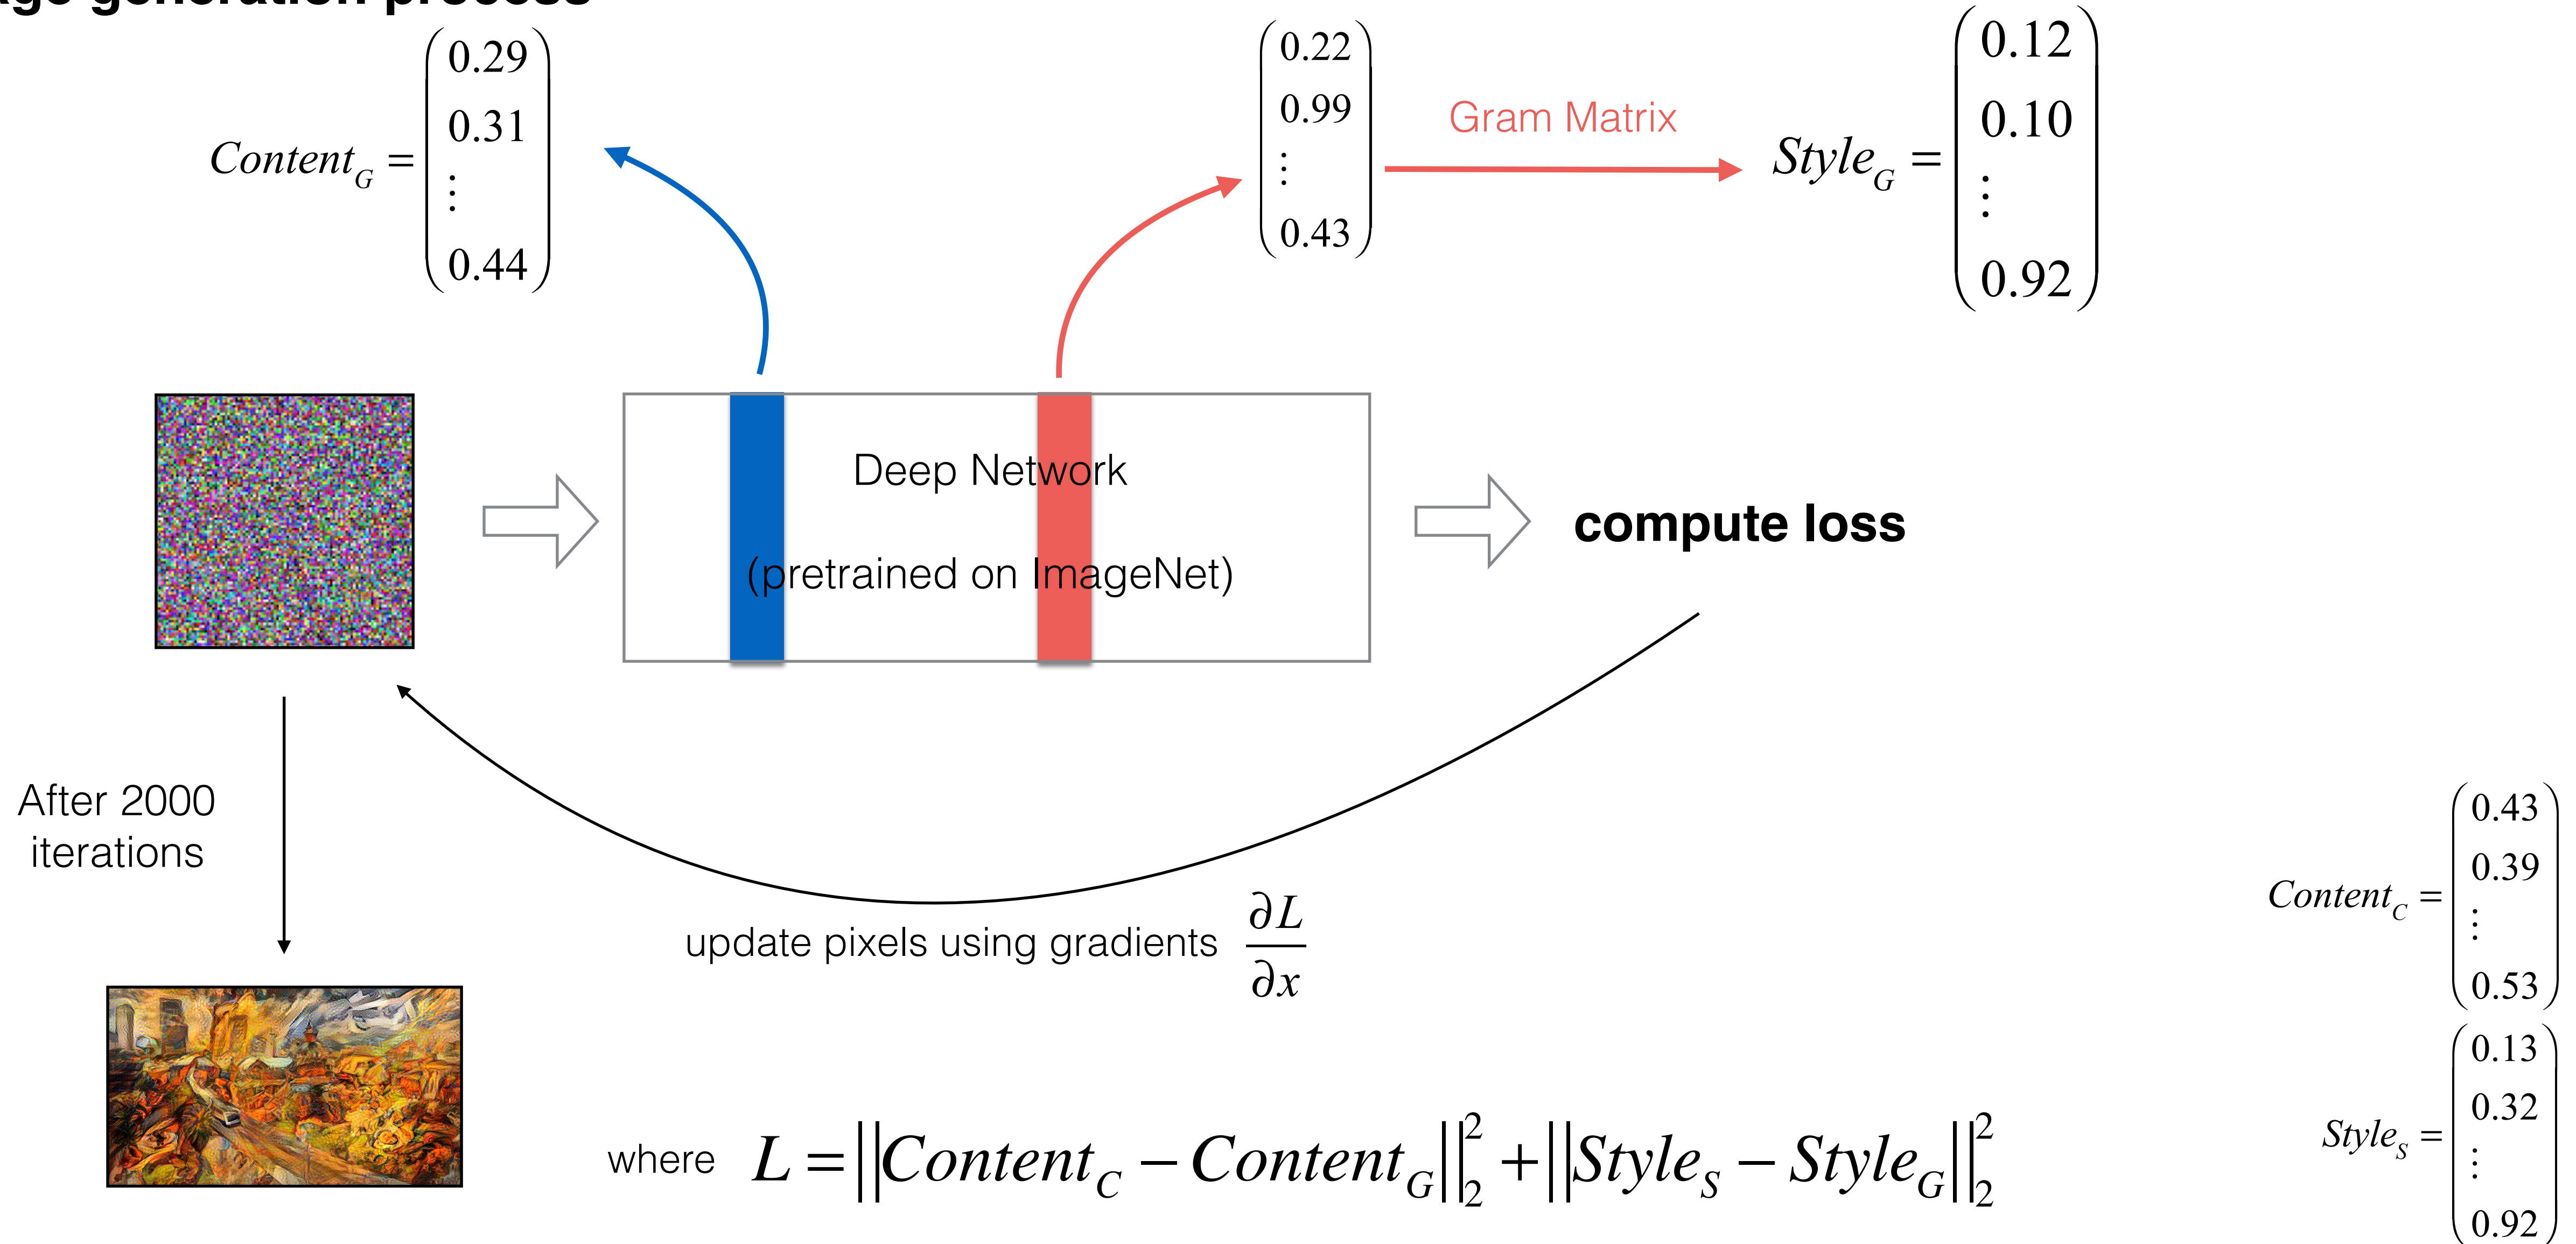 generation process
Content_G = (0.29 0.31 ⋮ 0.44)
(0.22 0.99 ⋮ 0.43)
Gram Matrix
Style_G = (0.12 0.10 ⋮ 0.92)
Deep Network
(pretrained on ImageNet)
compute loss
After 2000
iterations
update pixels using gradients ∂L/∂x
Content_C = (0.43 0.39 ⋮ 0.53)
Style_S = (0.13 0.32 ⋮ 0.92)
where L = ||Content_C − Content_G||₂² + ||Style_S − Style_G||₂²